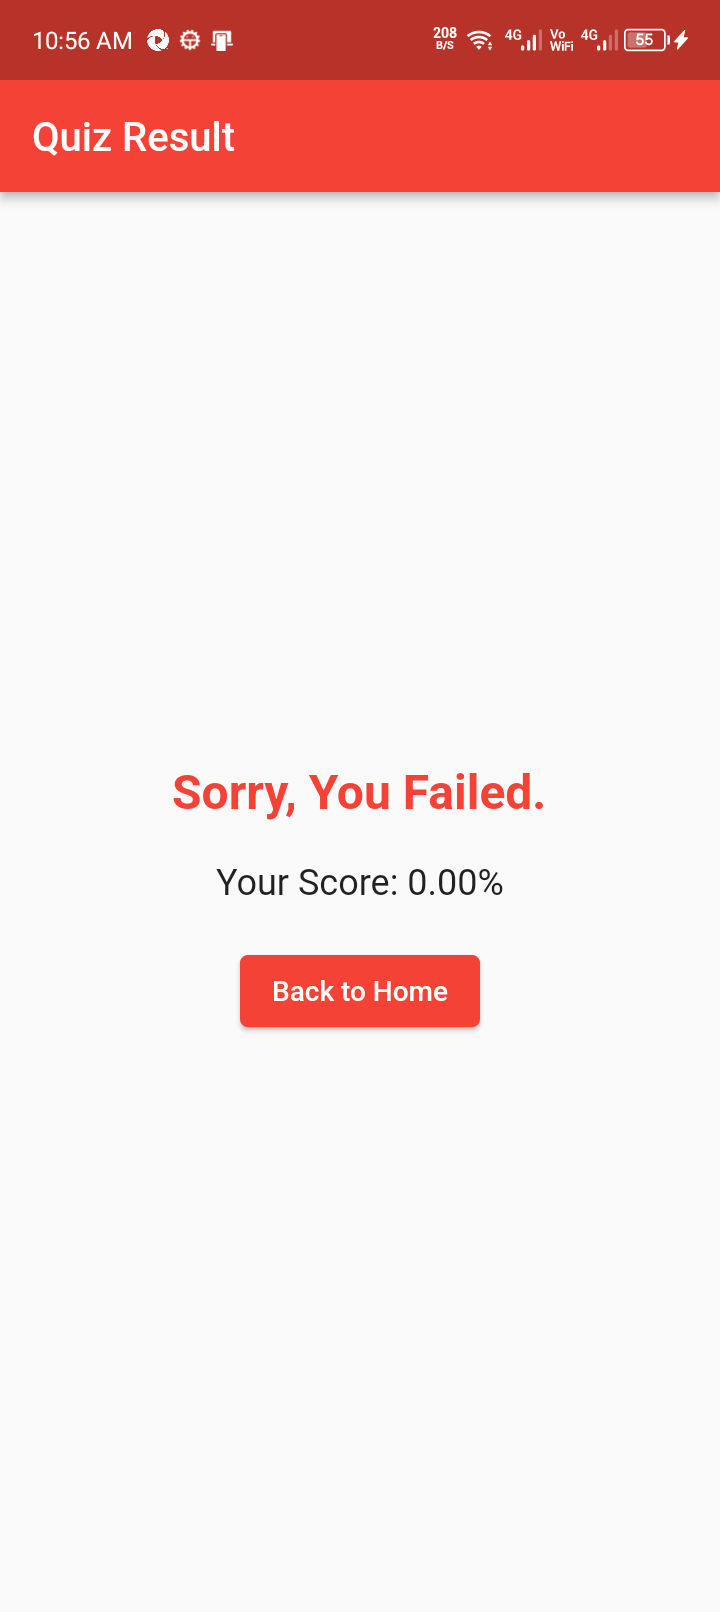 10:56 AM 208 B/S 4G Vo WiFi 4G 55
Quiz Result
Sorry, You Failed.
Your Score: 0.00%
Back to Home